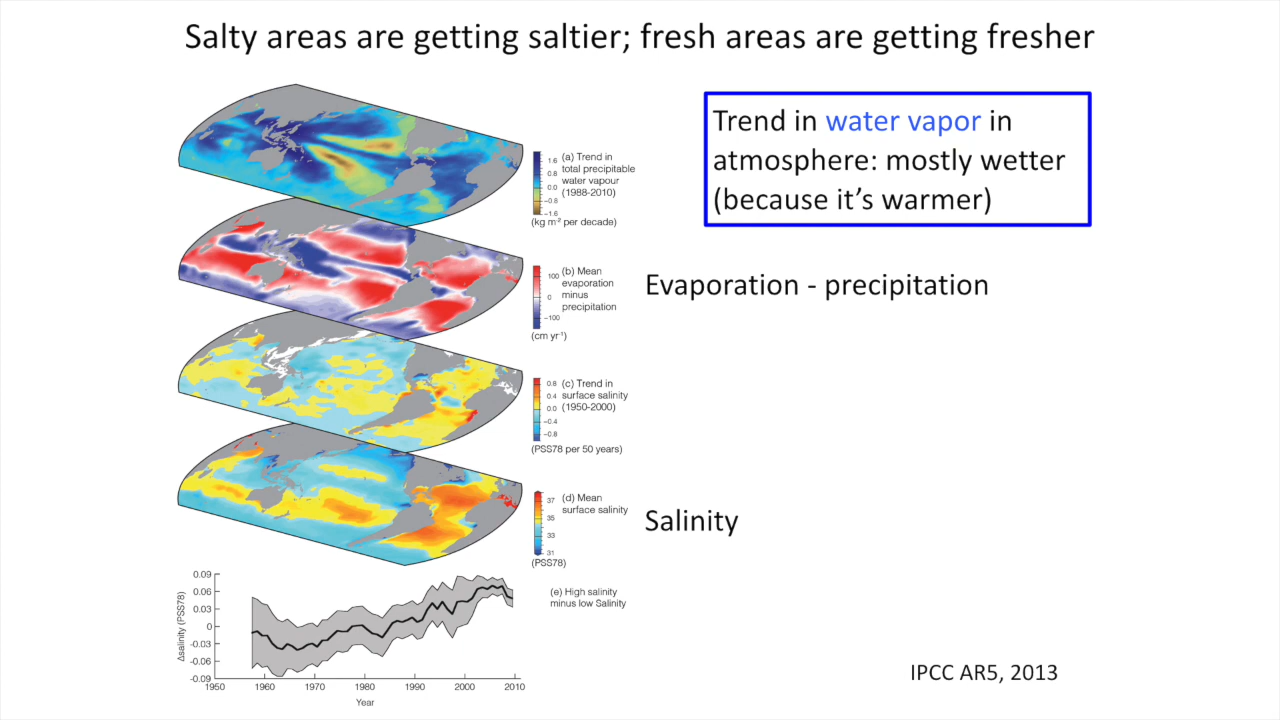 Salty areas are getting saltier; fresh areas are getting fresher
Trend in water vapor in
atmosphere: mostly wetter
(because it's warmer)
1.6
0.8
0.0
−0.8
−1.6
(a) Trend in
total precipitable
water vapour
(1988-2010)
(kg m-2 per decade)
Evaporation - precipitation
100
0
−100
(b) Mean
evaporation
minus
precipitation
(cm yr-1)
0.8
0.4
0.0
−0.4
−0.8
(c) Trend in
surface salinity
(1950-2000)
(PSS78 per 50 years)
37
35
33
31
(d) Mean
surface salinity
(PSS78)
Salinity
Δsalinity (PSS78)
0.09
0.06
0.03
0
-0.03
-0.06
-0.09
1950 1960 1970 1980 1990 2000 2010
Year
(e) High salinity
minus low Salinity
IPCC AR5, 2013